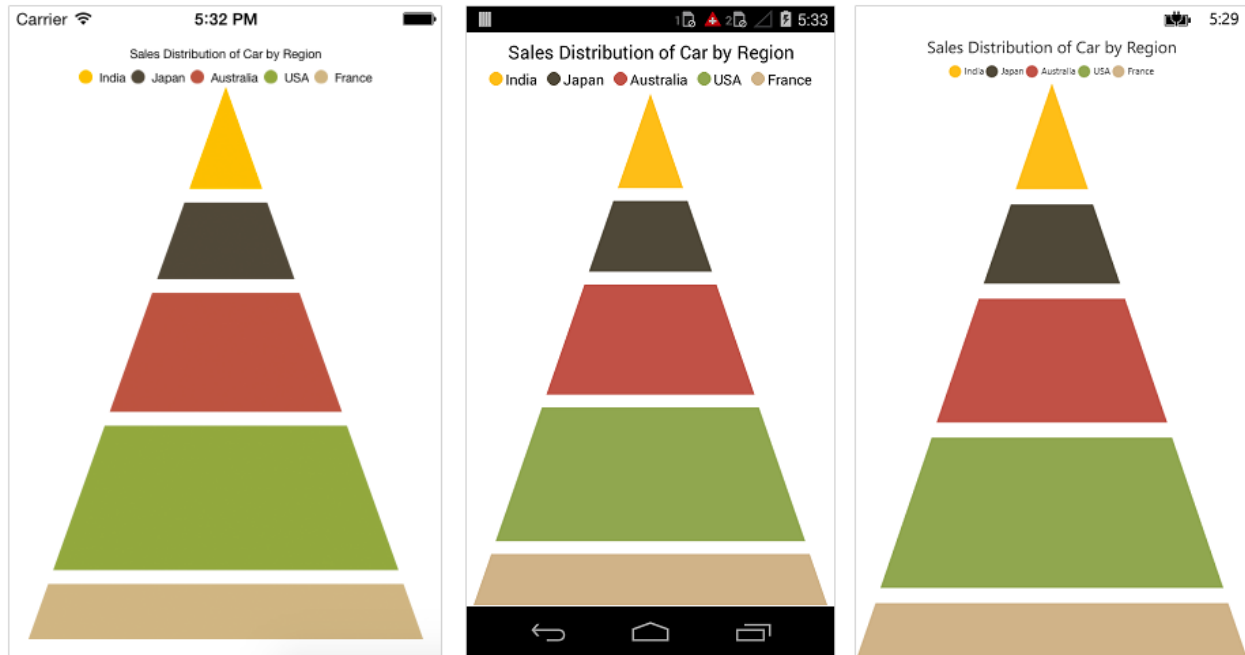 Carrier 5:32 PM
Sales Distribution of Car by Region
India Japan Australia USA France
1 2 5:33
Sales Distribution of Car by Region
India Japan Australia USA France
5:29
Sales Distribution of Car by Region
India Japan Australia USA France